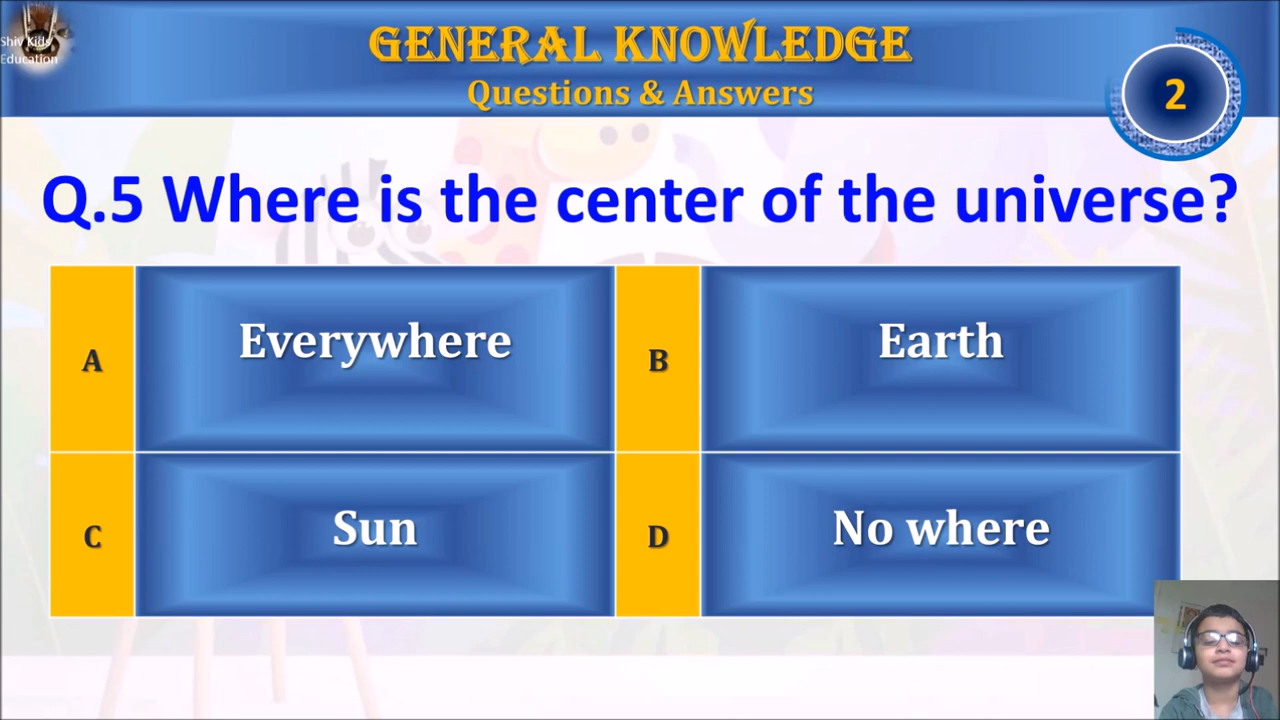 Shiv Kids
Education
GENERAL KNOWLEDGE
Questions & Answers
2
Q.5 Where is the center of the universe?
A
Everywhere
B
Earth
C
Sun
D
No where